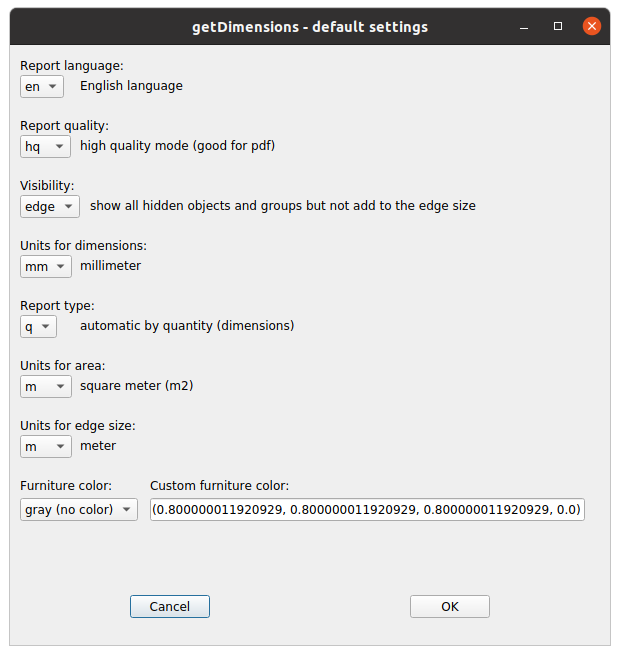 getDimensions - default settings
Report language:
en English language
Report quality:
hq high quality mode (good for pdf)
Visibility:
edge show all hidden objects and groups but not add to the edge size
Units for dimensions:
mm millimeter
Report type:
q automatic by quantity (dimensions)
Units for area:
m square meter (m2)
Units for edge size:
m meter
Furniture color: Custom furniture color:
gray (no color) (0.800000011920929, 0.800000011920929, 0.800000011920929, 0.0)
Cancel OK